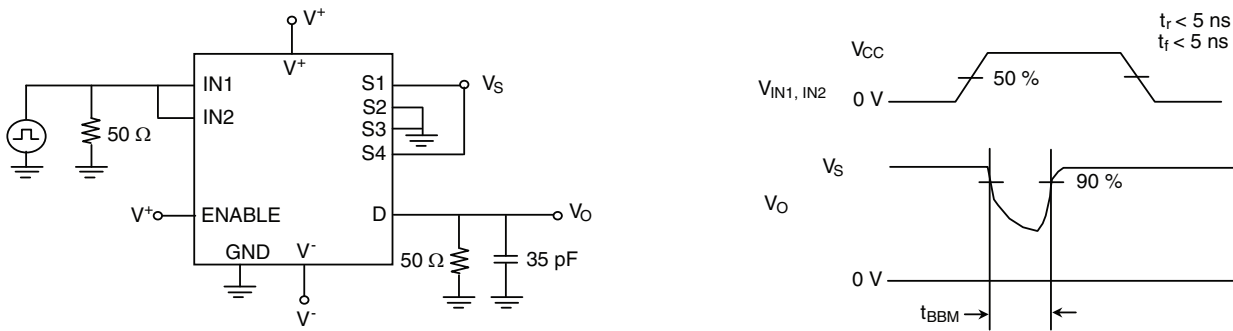 V+
V+
IN1
IN2
50 Ω
S1
S2
S3
S4
VS
V+
ENABLE
D
VO
GND
V-
V-
50 Ω
35 pF
tr < 5 ns
tf < 5 ns
VCC
VIN1, IN2
50 %
0 V
VS
VO
90 %
0 V
tBBM